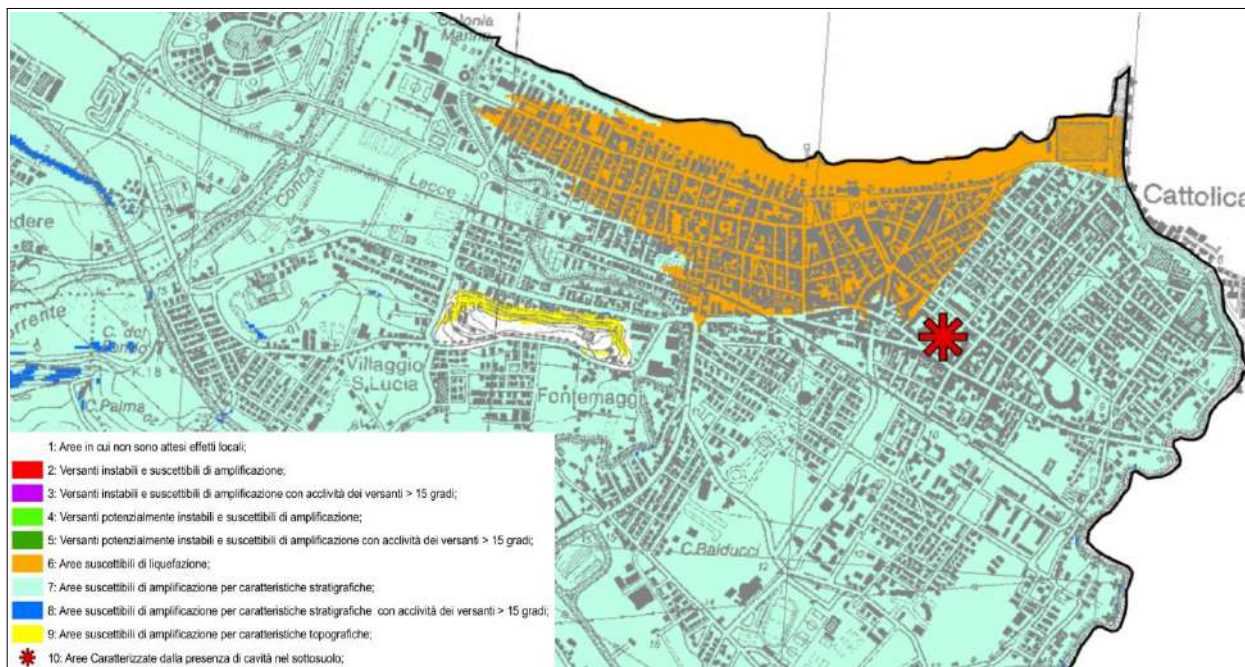 Colonia
Marina
Conca
Lecce
Cattolica
edere
orrente
C. del
K.18
C. Palma
Villaggio
S. Lucia
Fontemaggi
C. Balducci
1: Aree in cui non sono attesi effetti locali;
2: Versanti instabili e suscettibili di amplificazione;
3: Versanti instabili e suscettibili di amplificazione con acclività dei versanti > 15 gradi;
4: Versanti potenzialmente instabili e suscettibili di amplificazione;
5: Versanti potenzialmente instabili e suscettibili di amplificazione con acclività dei versanti > 15 gradi;
6: Aree suscettibili di liquefazione;
7: Aree suscettibili di amplificazione per caratteristiche stratigrafiche;
8: Aree suscettibili di amplificazione per caratteristiche stratigrafiche con acclività dei versanti > 15 gradi;
9: Aree suscettibili di amplificazione per caratteristiche topografiche;
10: Aree Caratterizzate dalla presenza di cavità nel sottosuolo;